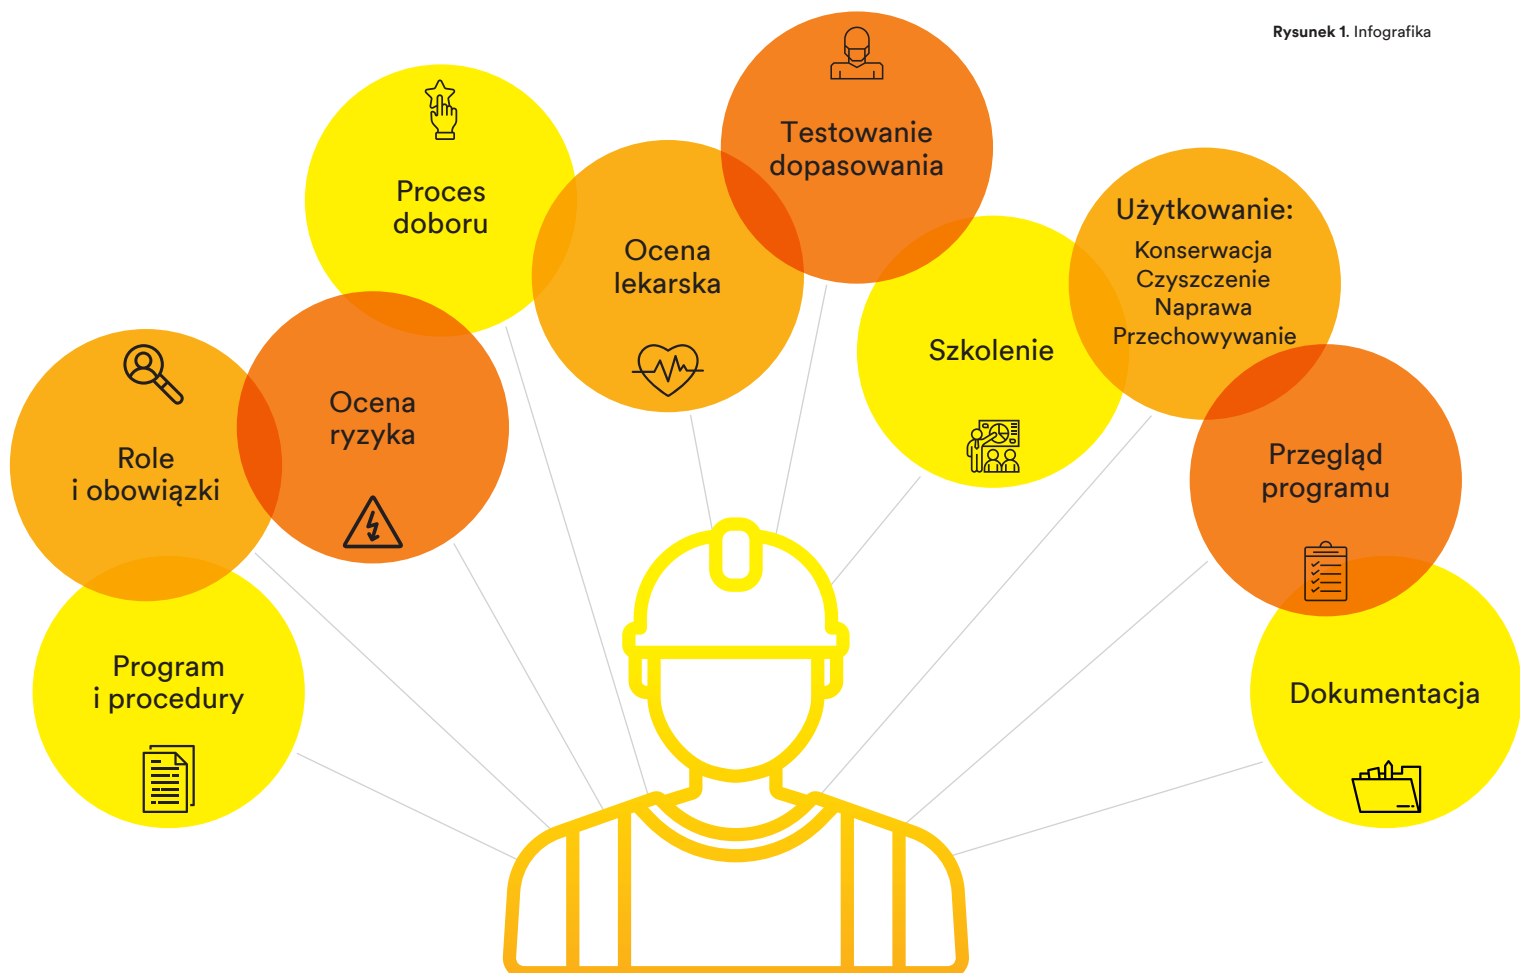 Rysunek 1. Infografika
Program
i procedury
Role
i obowiązki
Ocena
ryzyka
Proces
doboru
Ocena
lekarska
Testowanie
dopasowania
Szkolenie
Użytkowanie:
Konserwacja
Czyszczenie
Naprawa
Przechowywanie
Przegląd
programu
Dokumentacja